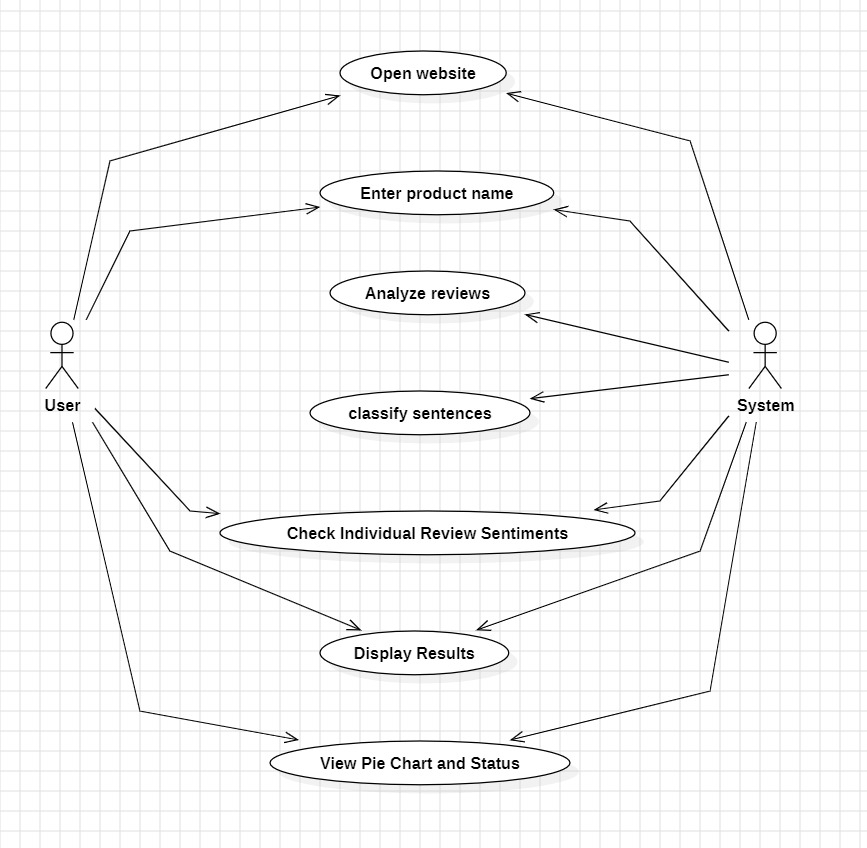 Open website
Enter product name
Analyze reviews
User
System
classify sentences
Check Individual Review Sentiments
Display Results
View Pie Chart and Status